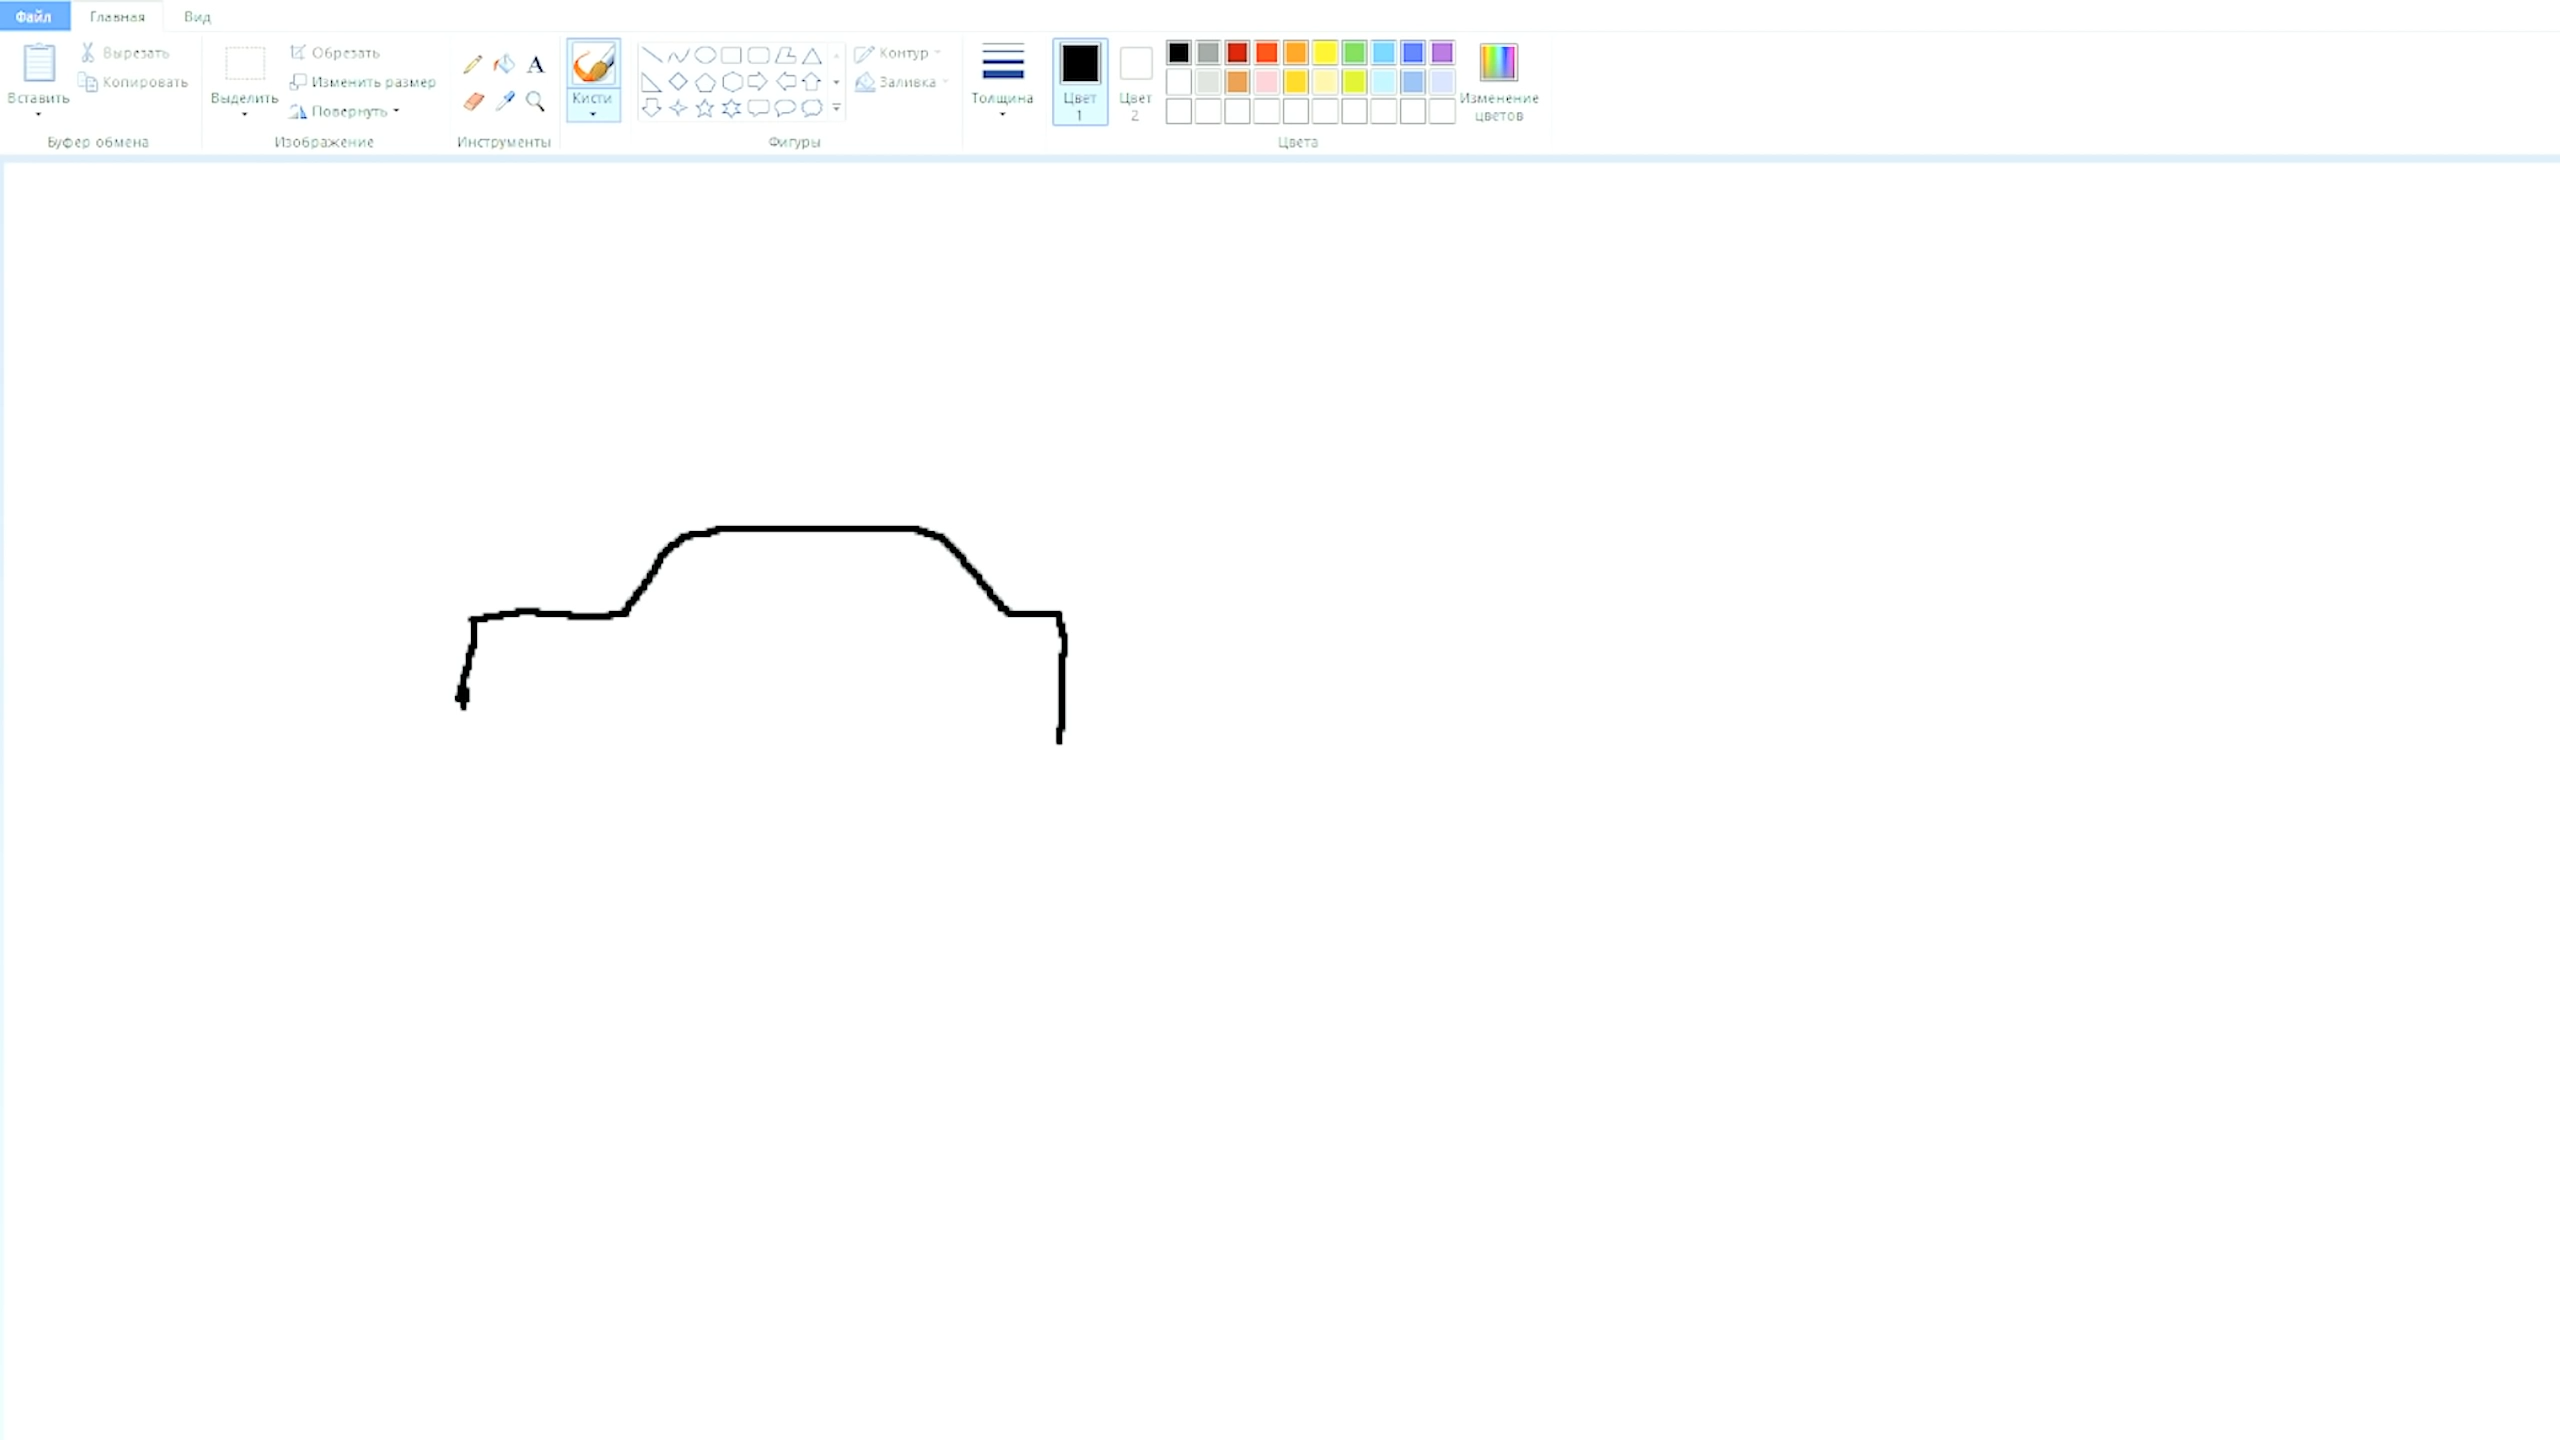 Файл Главная Вид
Вырезать Обрезать Контур
Копировать Изменить размер A Заливка
Вставить Выделить Повернуть Кисти Толщина Цвет 1 Цвет 2 Изменение цветов
Буфер обмена Изображение Инструменты Фигуры Цвета